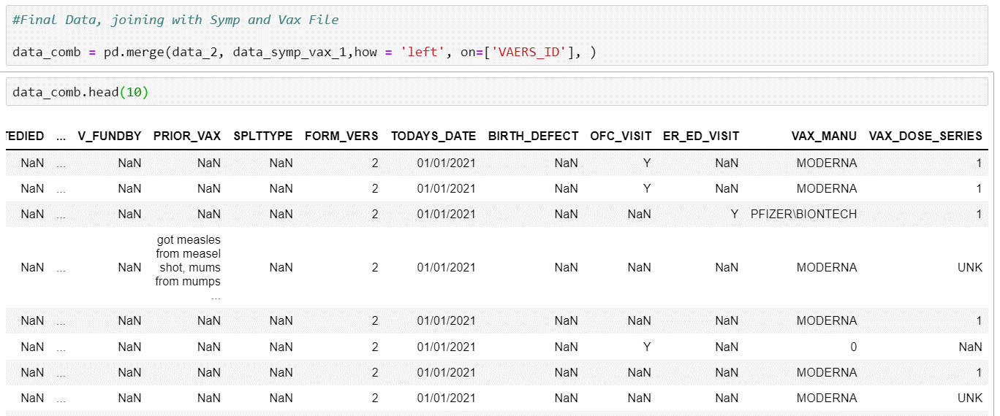 #Final Data, joining with Symp and Vax File
data_comb = pd.merge(data_2, data_symp_vax_1,how = 'left', on=['VAERS_ID'], )
data_comb.head(10)
TEDIED ... V_FUNDBY PRIOR_VAX SPLTTYPE FORM_VERS TODAYS_DATE BIRTH_DEFECT OFC_VISIT ER_ED_VISIT VAX_MANU VAX_DOSE_SERIES
NaN ... NaN NaN NaN 2 01/01/2021 NaN Y NaN MODERNA 1
NaN ... NaN NaN NaN 2 01/01/2021 NaN Y NaN MODERNA 1
NaN ... NaN NaN NaN 2 01/01/2021 NaN NaN Y PFIZER\BIONTECH 1
got measles
from measel
shot, mums
NaN ... NaN from mumps NaN 2 01/01/2021 NaN NaN NaN MODERNA UNK
...
NaN ... NaN NaN NaN 2 01/01/2021 NaN NaN NaN MODERNA 1
NaN ... NaN NaN NaN 2 01/01/2021 NaN Y NaN 0 NaN
NaN ... NaN NaN NaN 2 01/01/2021 NaN NaN NaN MODERNA 1
NaN ... NaN NaN NaN 2 01/01/2021 NaN NaN NaN MODERNA UNK